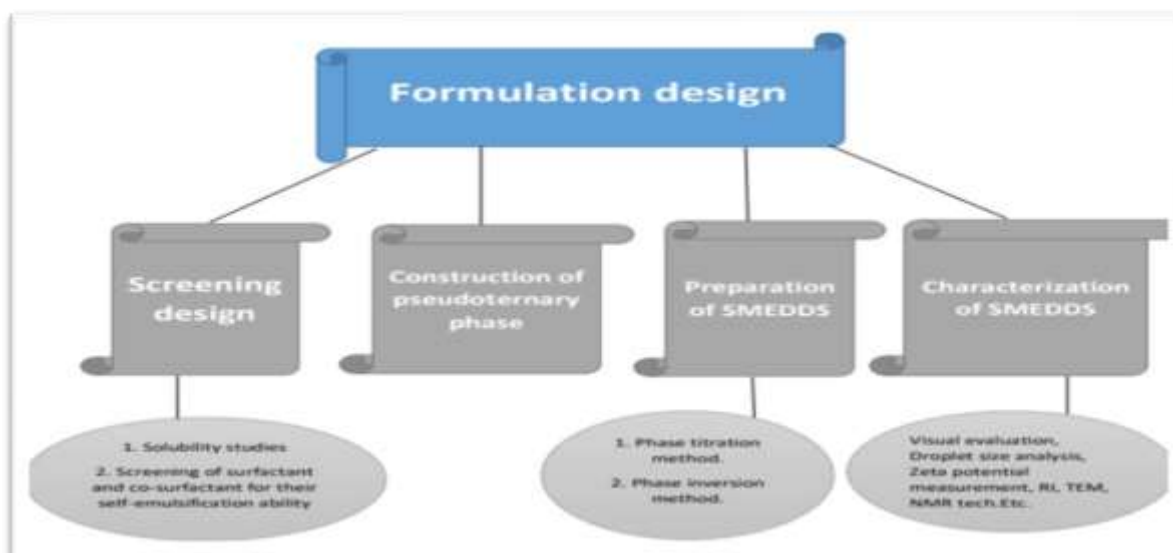 Formulation design
Screening
design
Construction of
pseudoternary
phase
Preparation
of SMEDDS
Characterization
of SMEDDS
1. Solubility studies
2. Screening of surfactant
and co-surfactant for their
self-emulsification ability
1. Phase titration
method.
2. Phase inversion
method.
Visual evaluation,
Droplet size analysis,
Zeta potential
measurement, RI, TEM,
NMR tech.Etc.